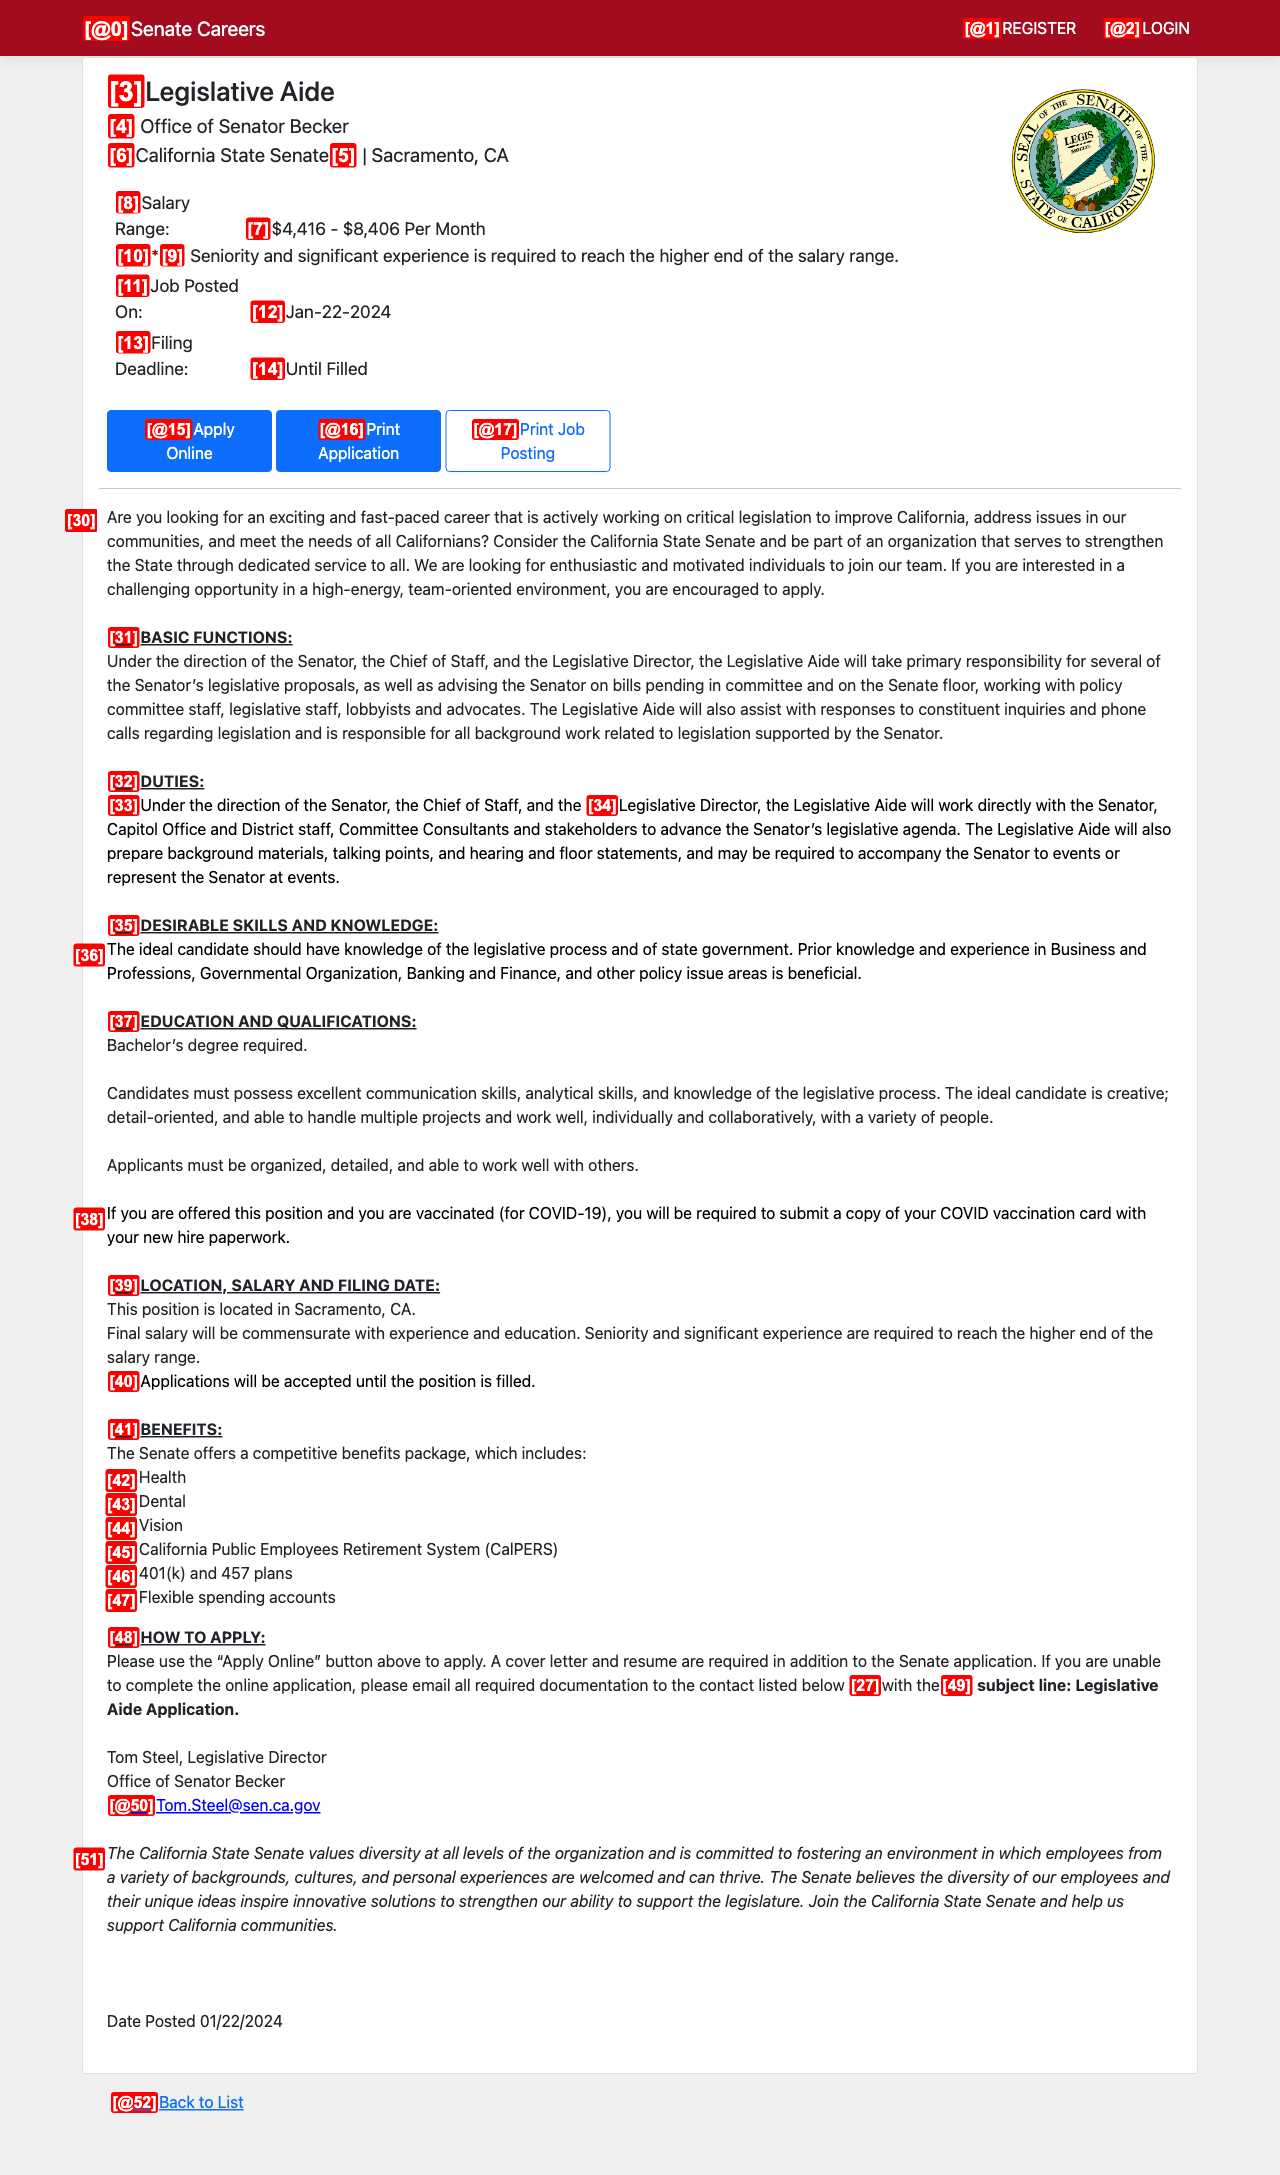 [@0]Senate Careers
[@1]REGISTER [@2]LOGIN
[3]Legislative Aide
[4] Office of Senator Becker
[6]California State Senate[5] | Sacramento, CA
SEAL OF THE SENATE OF THE STATE OF CALIFORNIA
LEGIS
[8]Salary
Range: [7]$4,416 - $8,406 Per Month
[10]*[9] Seniority and significant experience is required to reach the higher end of the salary range.
[11]Job Posted
On: [12]Jan-22-2024
[13]Filing
Deadline: [14]Until Filled
[@15]Apply
Online
[@16]Print
Application
[@17]Print Job
Posting
[30] Are you looking for an exciting and fast-paced career that is actively working on critical legislation to improve California, address issues in our
communities, and meet the needs of all Californians? Consider the California State Senate and be part of an organization that serves to strengthen
the State through dedicated service to all. We are looking for enthusiastic and motivated individuals to join our team. If you are interested in a
challenging opportunity in a high-energy, team-oriented environment, you are encouraged to apply.
[31]BASIC FUNCTIONS:
Under the direction of the Senator, the Chief of Staff, and the Legislative Director, the Legislative Aide will take primary responsibility for several of
the Senator’s legislative proposals, as well as advising the Senator on bills pending in committee and on the Senate floor, working with policy
committee staff, legislative staff, lobbyists and advocates. The Legislative Aide will also assist with responses to constituent inquiries and phone
calls regarding legislation and is responsible for all background work related to legislation supported by the Senator.
[32]DUTIES:
[33]Under the direction of the Senator, the Chief of Staff, and the [34]Legislative Director, the Legislative Aide will work directly with the Senator,
Capitol Office and District staff, Committee Consultants and stakeholders to advance the Senator’s legislative agenda. The Legislative Aide will also
prepare background materials, talking points, and hearing and floor statements, and may be required to accompany the Senator to events or
represent the Senator at events.
[35]DESIRABLE SKILLS AND KNOWLEDGE:
[36]The ideal candidate should have knowledge of the legislative process and of state government. Prior knowledge and experience in Business and
Professions, Governmental Organization, Banking and Finance, and other policy issue areas is beneficial.
[37]EDUCATION AND QUALIFICATIONS:
Bachelor’s degree required.
Candidates must possess excellent communication skills, analytical skills, and knowledge of the legislative process. The ideal candidate is creative;
detail-oriented, and able to handle multiple projects and work well, individually and collaboratively, with a variety of people.
Applicants must be organized, detailed, and able to work well with others.
[38]If you are offered this position and you are vaccinated (for COVID-19), you will be required to submit a copy of your COVID vaccination card with
your new hire paperwork.
[39]LOCATION, SALARY AND FILING DATE:
This position is located in Sacramento, CA.
Final salary will be commensurate with experience and education. Seniority and significant experience are required to reach the higher end of the
salary range.
[40]Applications will be accepted until the position is filled.
[41]BENEFITS:
The Senate offers a competitive benefits package, which includes:
[42]Health
[43]Dental
[44]Vision
[45]California Public Employees Retirement System (CalPERS)
[46]401(k) and 457 plans
[47]Flexible spending accounts
[48]HOW TO APPLY:
Please use the “Apply Online” button above to apply. A cover letter and resume are required in addition to the Senate application. If you are unable
to complete the online application, please email all required documentation to the contact listed below [27]with the[49] subject line: Legislative
Aide Application.
Tom Steel, Legislative Director
Office of Senator Becker
[@50]Tom.Steel@sen.ca.gov
[51]The California State Senate values diversity at all levels of the organization and is committed to fostering an environment in which employees from
a variety of backgrounds, cultures, and personal experiences are welcomed and can thrive. The Senate believes the diversity of our employees and
their unique ideas inspire innovative solutions to strengthen our ability to support the legislature. Join the California State Senate and help us
support California communities.
Date Posted 01/22/2024
[@52]Back to List